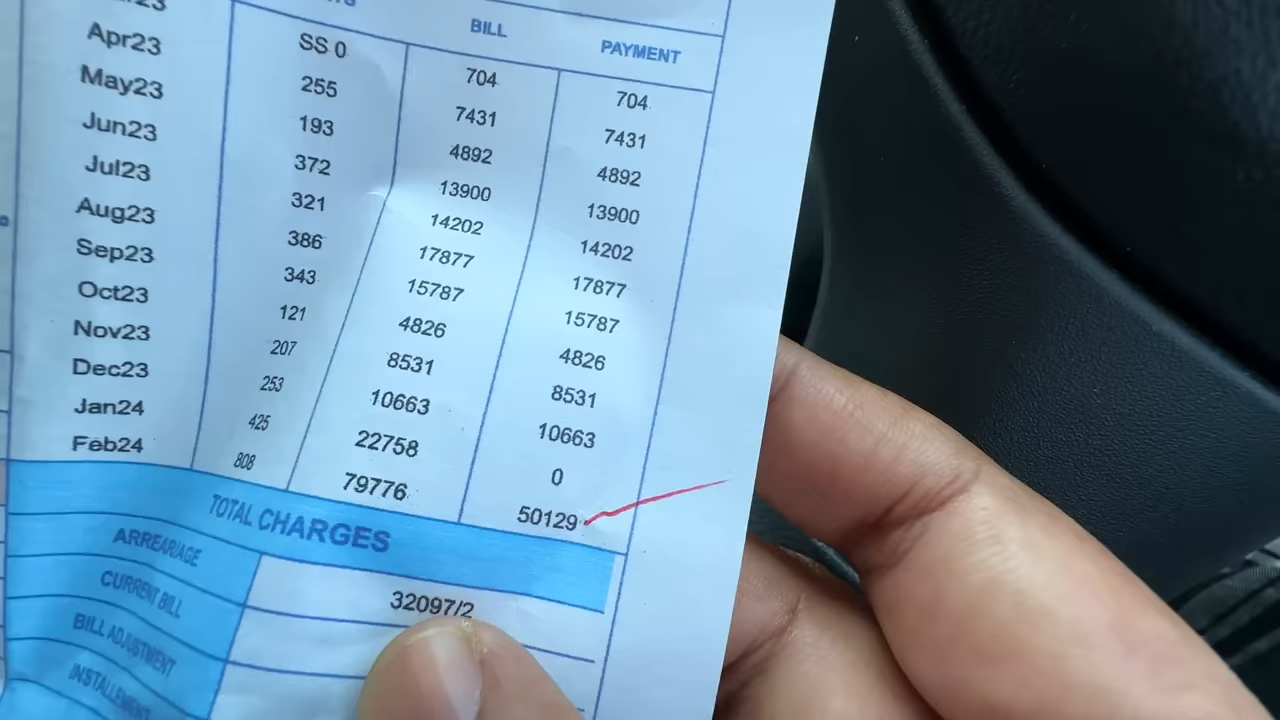 BILL PAYMENT
23 SS 0 704 704
Apr23 255 7431 7431
May23 193 4892 4892
Jun23 372 13900 13900
Jul23 321 14202 14202
Aug23 386 17877 17877
Sep23 343 15787 15787
Oct23 121 4826 4826
Nov23 207 8531 8531
Dec23 253 10663 10663
Jan24 425 22758 0
Feb24 808 79776 50129
TOTAL CHARGES
ARREAR/AGE 32097/2
CURRENT BILL
BILL ADJUSTMENT